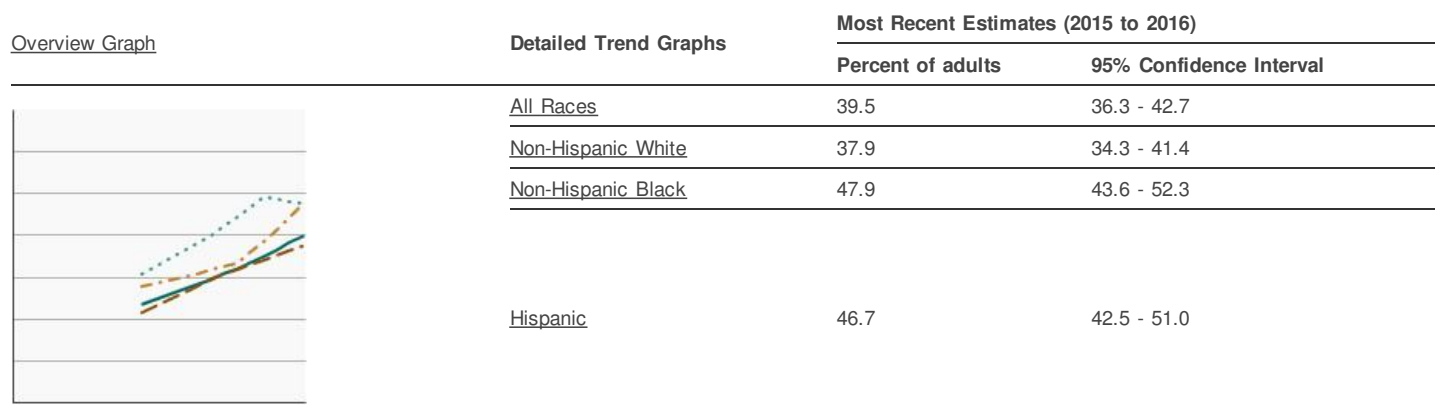 Overview Graph
Detailed Trend Graphs
Most Recent Estimates (2015 to 2016)
Percent of adults 95% Confidence Interval
All Races 39.5 36.3 - 42.7
Non-Hispanic White 37.9 34.3 - 41.4
Non-Hispanic Black 47.9 43.6 - 52.3
Hispanic 46.7 42.5 - 51.0